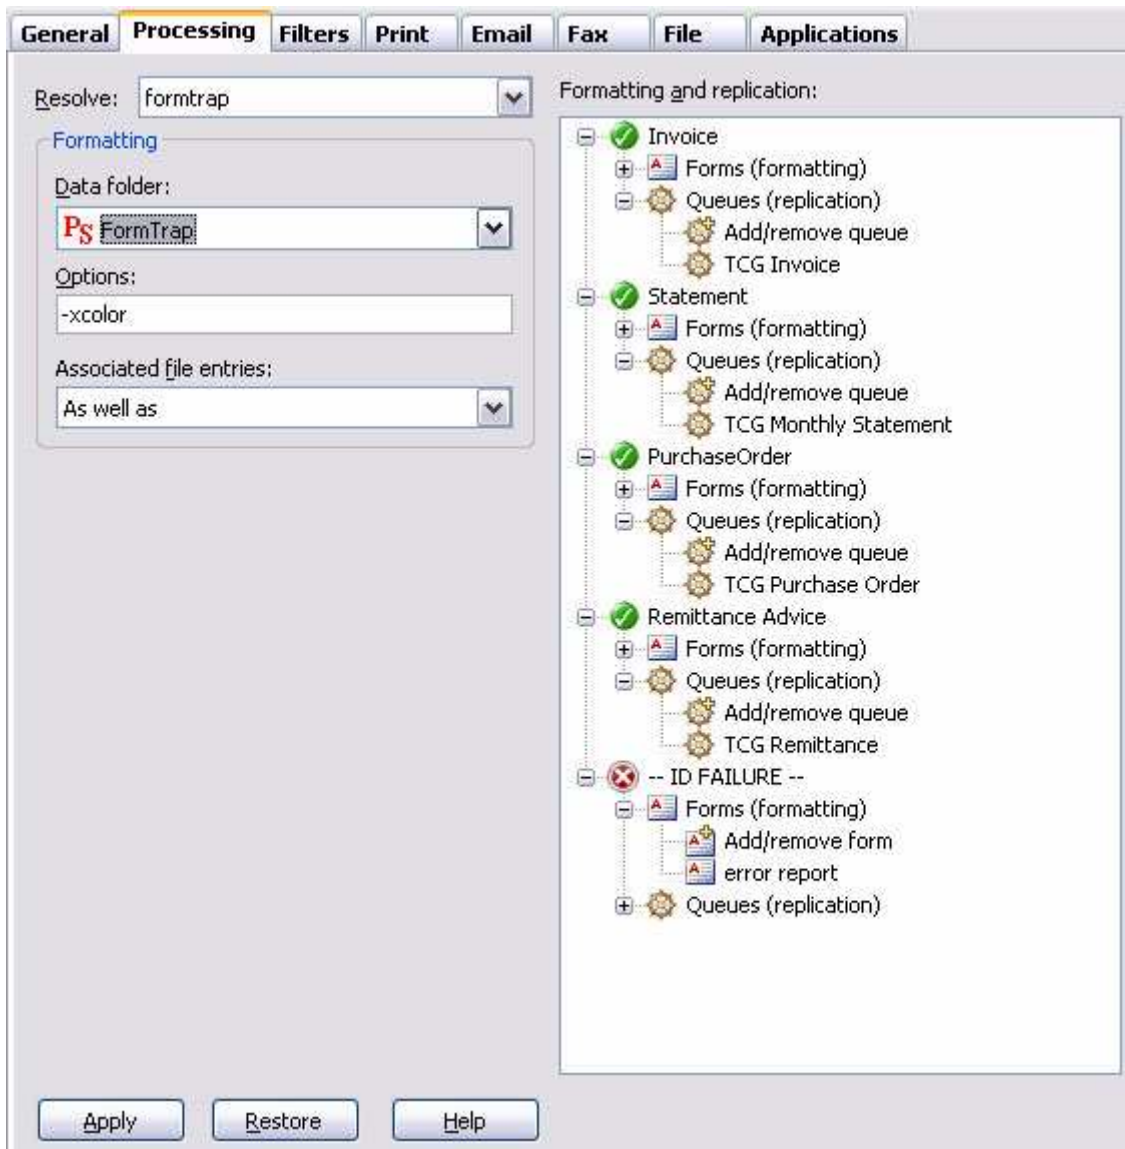 General Processing Filters Print Email Fax File Applications
Resolve: formtrap
Formatting
Data folder:
PS FormTrap
Options:
-xcolor
Associated file entries:
As well as
Formatting and replication:
Invoice
Forms (formatting)
Queues (replication)
Add/remove queue
TCG Invoice
Statement
Forms (formatting)
Queues (replication)
Add/remove queue
TCG Monthly Statement
PurchaseOrder
Forms (formatting)
Queues (replication)
Add/remove queue
TCG Purchase Order
Remittance Advice
Forms (formatting)
Queues (replication)
Add/remove queue
TCG Remittance
-- ID FAILURE --
Forms (formatting)
Add/remove form
error report
Queues (replication)
Apply Restore Help